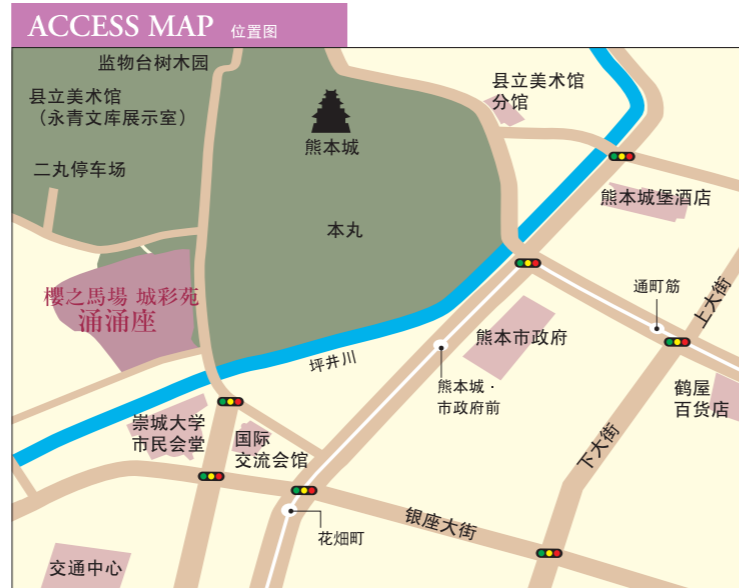 ACCESS MAP 位置图
监物台树木园
县立美术馆
（永青文库展示室）
县立美术馆
分馆
熊本城
二丸停车场
熊本城堡酒店
本丸
通町筋
上大街
櫻之馬場 城彩苑
涌涌座
熊本市政府
坪井川
熊本城·
市政府前
鹤屋
百货店
崇城大学
市民会堂
国际
交流会馆
下大街
银座大街
花畑町
交通中心